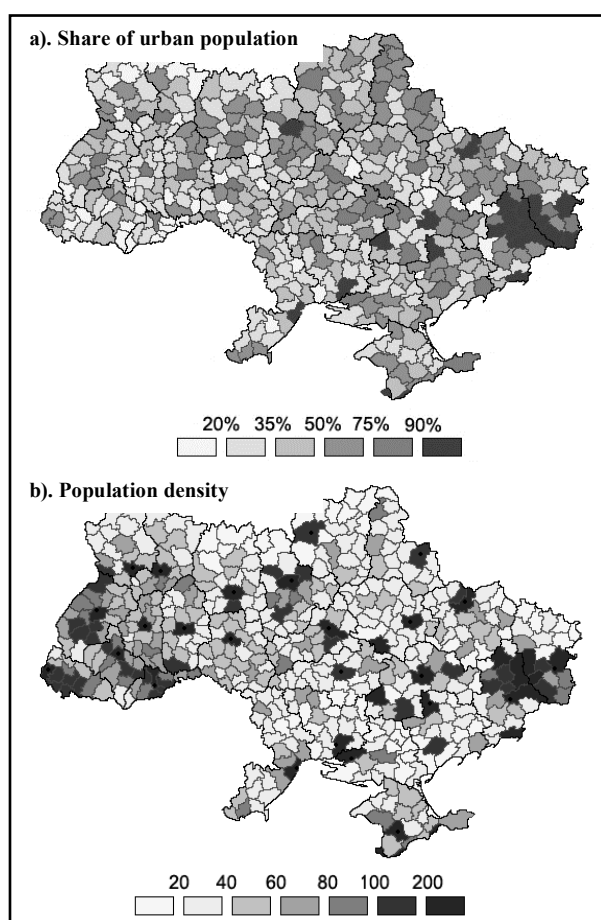 a). Share of urban population
20% 35% 50% 75% 90%
b). Population density
20 40 60 80 100 200